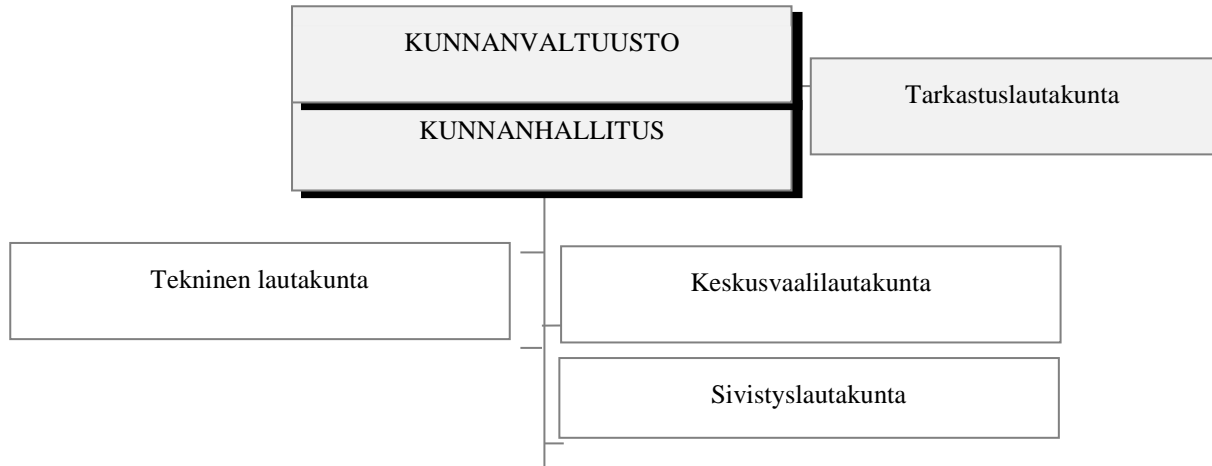 KUNNANVALTUUSTO
Tarkastuslautakunta
KUNNANHALLITUS
Tekninen lautakunta
Keskusvaalilautakunta
Sivistyslautakunta